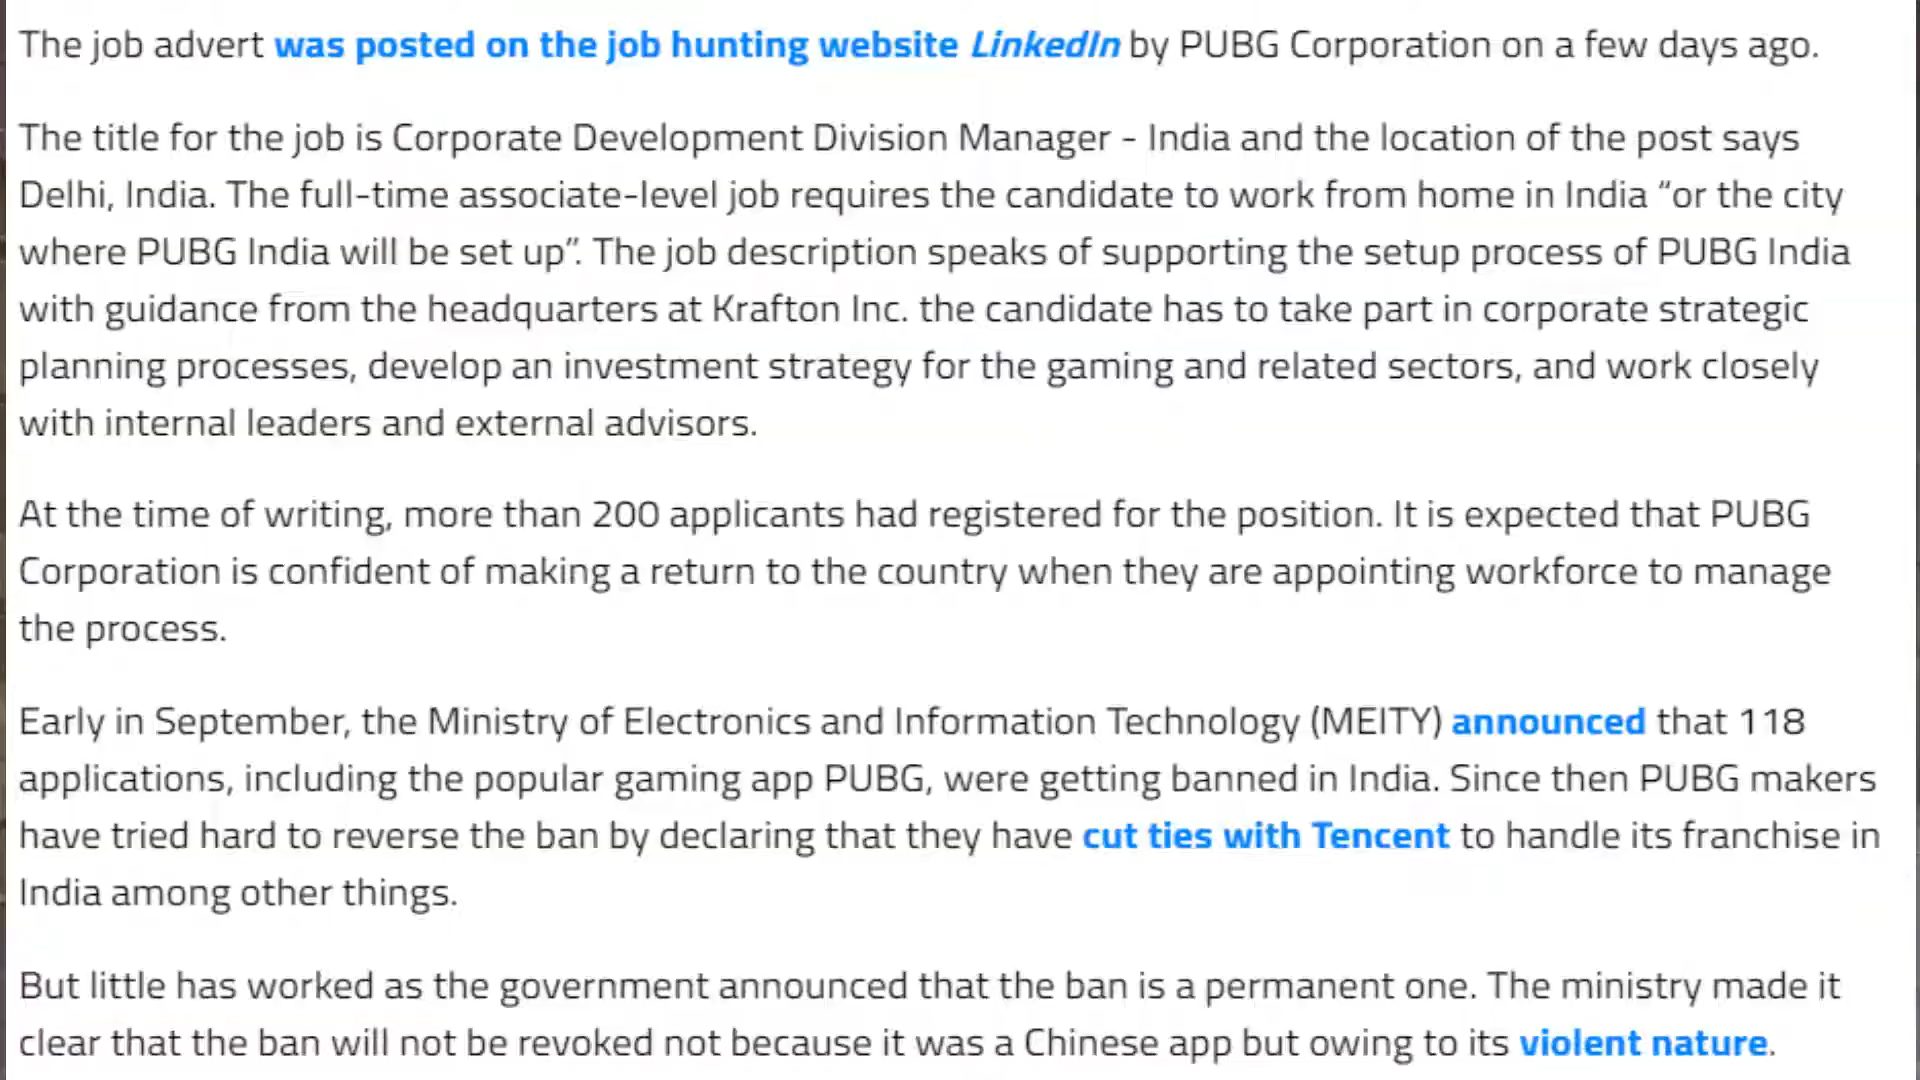 The job advert was posted on the job hunting website LinkedIn by PUBG Corporation on a few days ago.
The title for the job is Corporate Development Division Manager - India and the location of the post says
Delhi, India. The full-time associate-level job requires the candidate to work from home in India “or the city
where PUBG India will be set up”. The job description speaks of supporting the setup process of PUBG India
with guidance from the headquarters at Krafton Inc. the candidate has to take part in corporate strategic
planning processes, develop an investment strategy for the gaming and related sectors, and work closely
with internal leaders and external advisors.
At the time of writing, more than 200 applicants had registered for the position. It is expected that PUBG
Corporation is confident of making a return to the country when they are appointing workforce to manage
the process.
Early in September, the Ministry of Electronics and Information Technology (MEITY) announced that 118
applications, including the popular gaming app PUBG, were getting banned in India. Since then PUBG makers
have tried hard to reverse the ban by declaring that they have cut ties with Tencent to handle its franchise in
India among other things.
But little has worked as the government announced that the ban is a permanent one. The ministry made it
clear that the ban will not be revoked not because it was a Chinese app but owing to its violent nature.